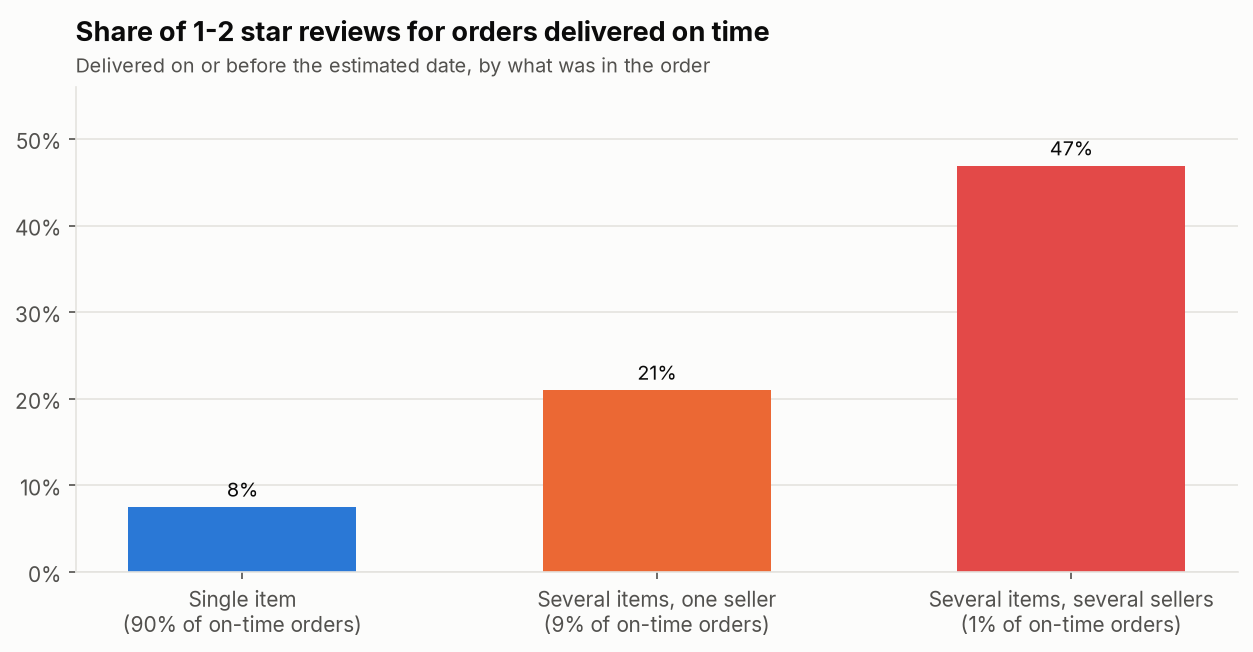 Share of 1-2 star reviews for orders delivered on time
Delivered on or before the estimated date, by what was in the order
50%
40%
30%
20%
10%
0%
8%
21%
47%
Single item
(90% of on-time orders)
Several items, one seller
(9% of on-time orders)
Several items, several sellers
(1% of on-time orders)